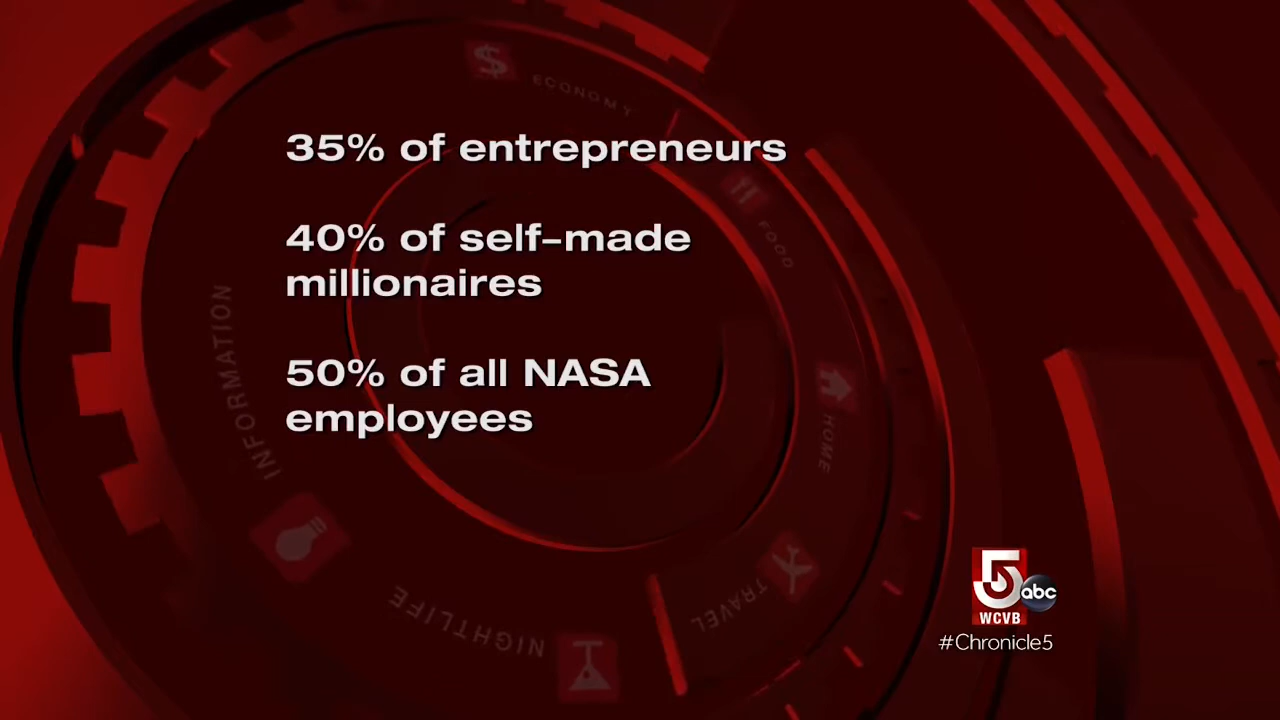 ECONOMY
35% of entrepreneurs
FOOD
40% of self-made
millionaires
INFORMATION
50% of all NASA
employees
HOME
TRAVEL
NIGHTLIFE
5
abc
WCVB
#Chronicle5